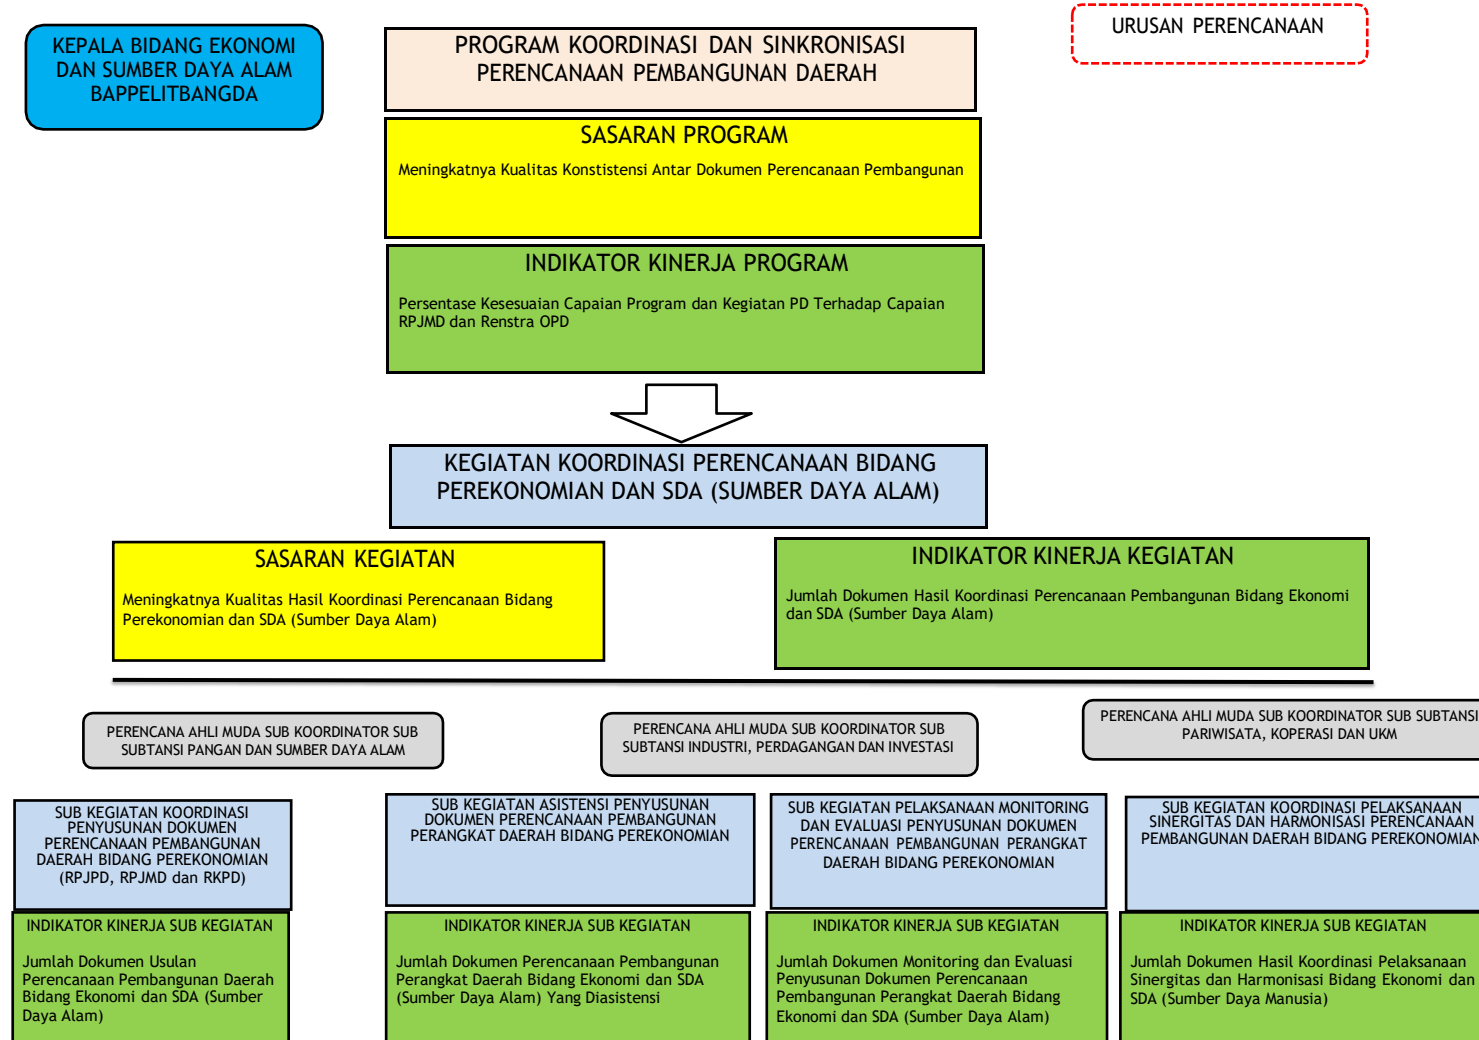 KEPALA BIDANG EKONOMI
DAN SUMBER DAYA ALAM
BAPPELITBANGDA
PROGRAM KOORDINASI DAN SINKRONISASI
PERENCANAAN PEMBANGUNAN DAERAH
URUSAN PERENCANAAN
SASARAN PROGRAM
Meningkatnya Kualitas Konstistensi Antar Dokumen Perencanaan Pembangunan
INDIKATOR KINERJA PROGRAM
Persentase Kesesuaian Capaian Program dan Kegiatan PD Terhadap Capaian
RPJMD dan Renstra OPD
KEGIATAN KOORDINASI PERENCANAAN BIDANG
PEREKONOMIAN DAN SDA (SUMBER DAYA ALAM)
SASARAN KEGIATAN
Meningkatnya Kualitas Hasil Koordinasi Perencanaan Bidang
Perekonomian dan SDA (Sumber Daya Alam)
INDIKATOR KINERJA KEGIATAN
Jumlah Dokumen Hasil Koordinasi Perencanaan Pembangunan Bidang Ekonomi
dan SDA (Sumber Daya Alam)
PERENCANA AHLI MUDA SUB KOORDINATOR SUB
SUBTANSI PANGAN DAN SUMBER DAYA ALAM
PERENCANA AHLI MUDA SUB KOORDINATOR SUB
SUBTANSI INDUSTRI, PERDAGANGAN DAN INVESTASI
PERENCANA AHLI MUDA SUB KOORDINATOR SUB SUBTANSI
PARIWISATA, KOPERASI DAN UKM
SUB KEGIATAN KOORDINASI
PENYUSUNAN DOKUMEN
PERENCANAAN PEMBANGUNAN
DAERAH BIDANG PEREKONOMIAN
(RPJPD, RPJMD dan RKPD)
INDIKATOR KINERJA SUB KEGIATAN
Jumlah Dokumen Usulan
Perencanaan Pembangunan Daerah
Bidang Ekonomi dan SDA (Sumber
Daya Alam)
SUB KEGIATAN ASISTENSI PENYUSUNAN
DOKUMEN PERENCANAAN PEMBANGUNAN
PERANGKAT DAERAH BIDANG PEREKONOMIAN
INDIKATOR KINERJA SUB KEGIATAN
Jumlah Dokumen Perencanaan Pembangunan
Perangkat Daerah Bidang Ekonomi dan SDA
(Sumber Daya Alam) Yang Diasistensi
SUB KEGIATAN PELAKSANAAN MONITORING
DAN EVALUASI PENYUSUNAN DOKUMEN
PERENCANAAN PEMBANGUNAN PERANGKAT
DAERAH BIDANG PEREKONOMIAN
INDIKATOR KINERJA SUB KEGIATAN
Jumlah Dokumen Monitoring dan Evaluasi
Penyusunan Dokumen Perencanaan
Pembangunan Perangkat Daerah Bidang
Ekonomi dan SDA (Sumber Daya Alam)
SUB KEGIATAN KOORDINASI PELAKSANAAN
SINERGITAS DAN HARMONISASI PERENCANAAN
PEMBANGUNAN DAERAH BIDANG PEREKONOMIAN
INDIKATOR KINERJA SUB KEGIATAN
Jumlah Dokumen Hasil Koordinasi Pelaksanaan
Sinergitas dan Harmonisasi Bidang Ekonomi dan
SDA (Sumber Daya Manusia)